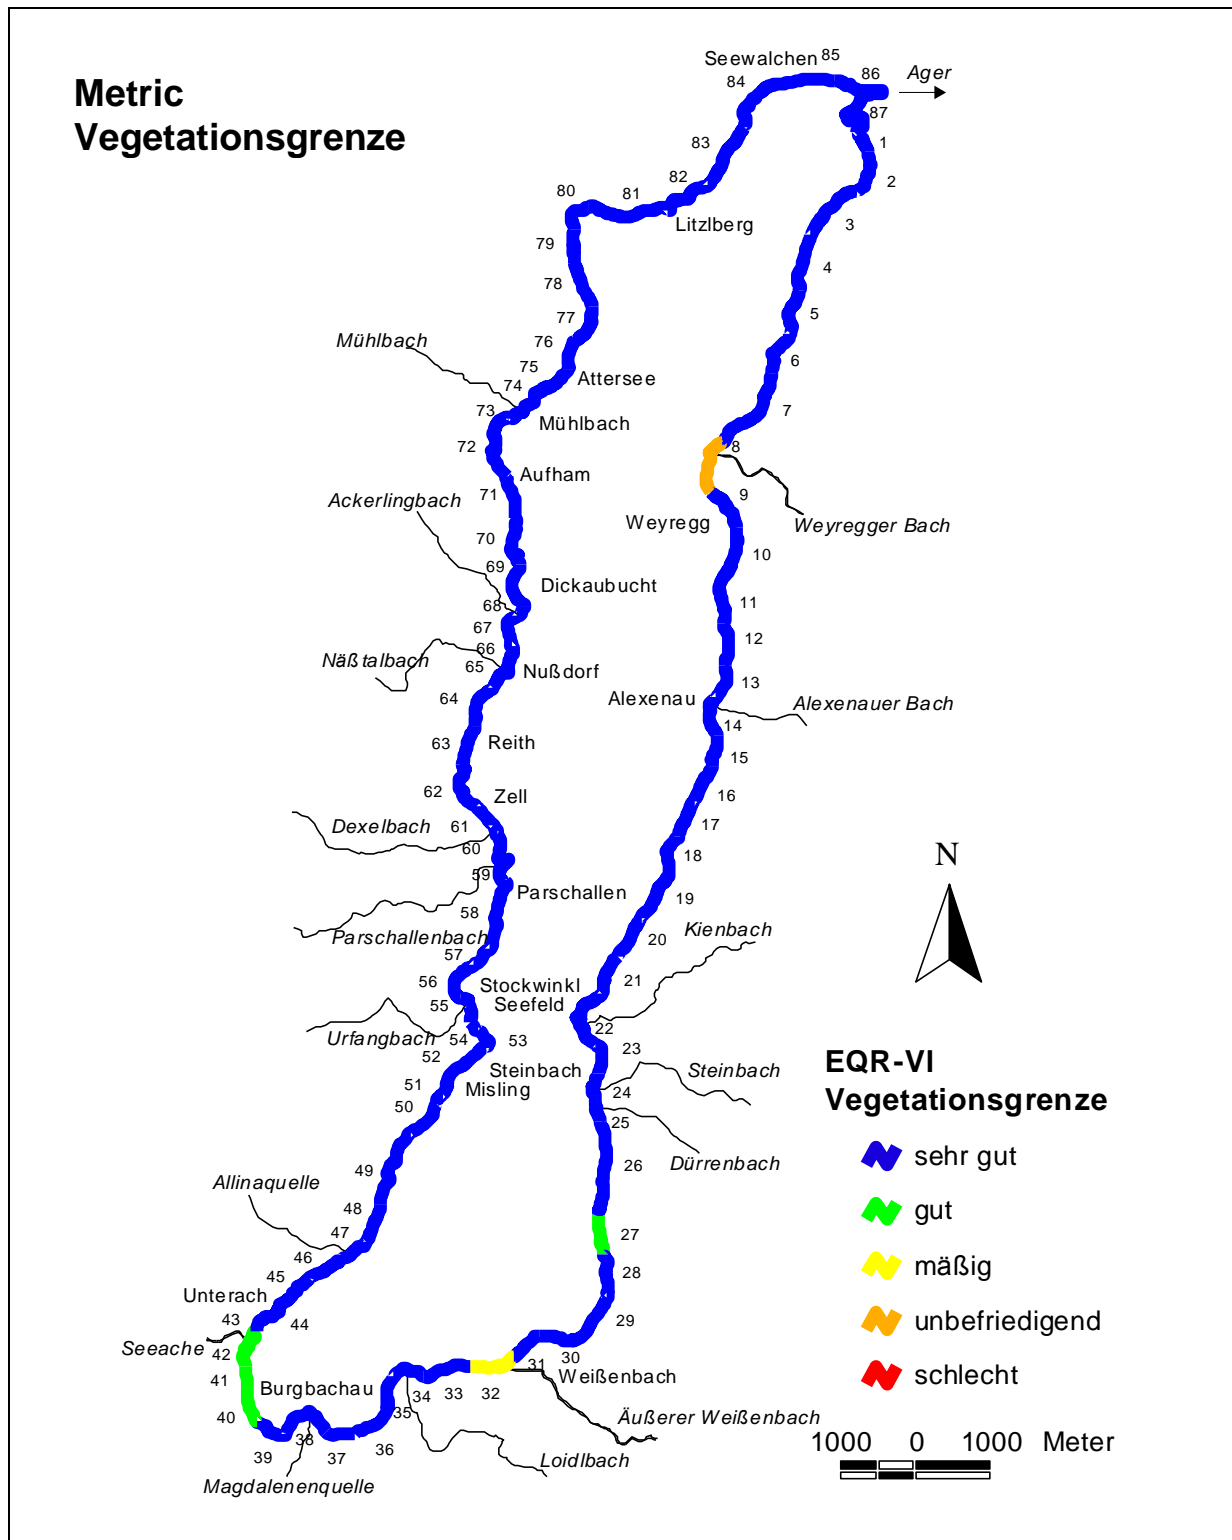 Metric
Vegetationsgrenze
Seewalchen
85
86
Ager
84
87
83
1
82
2
80
81
3
Litzlberg
79
4
78
77
5
Mühlbach
76
6
75
Attersee
74
73
7
Mühlbach
72
8
Aufham
71
9
Ackerlingbach
Weyregg
Weyregger Bach
70
10
69
Dickaubucht
68
11
67
12
66
Näßtalbach
65
Nußdorf
13
64
Alexenau
Alexenauer Bach
14
63
Reith
15
62
Zell
16
Dexelbach
61
17
60
18
59
Parschallen
19
58
Kienbach
Parschallenbach
20
57
56
Stockwinkl
21
55
Seefeld
Urfangbach
54
53
22
52
23
Steinbach
Steinbach
51
Misling
24
50
25
49
26
Dürrenbach
Allinaquelle
48
47
27
46
28
45
Unterach
43
44
29
Seeache
42
30
31
41
Burgbachau
34
33
32
Weißenbach
40
35
Äußerer Weißenbach
39
38
37
36
Loidlbach
Magdalenenquelle
N
EQR-VI
Vegetationsgrenze
sehr gut
gut
mäßig
unbefriedigend
schlecht
1000 0 1000 Meter